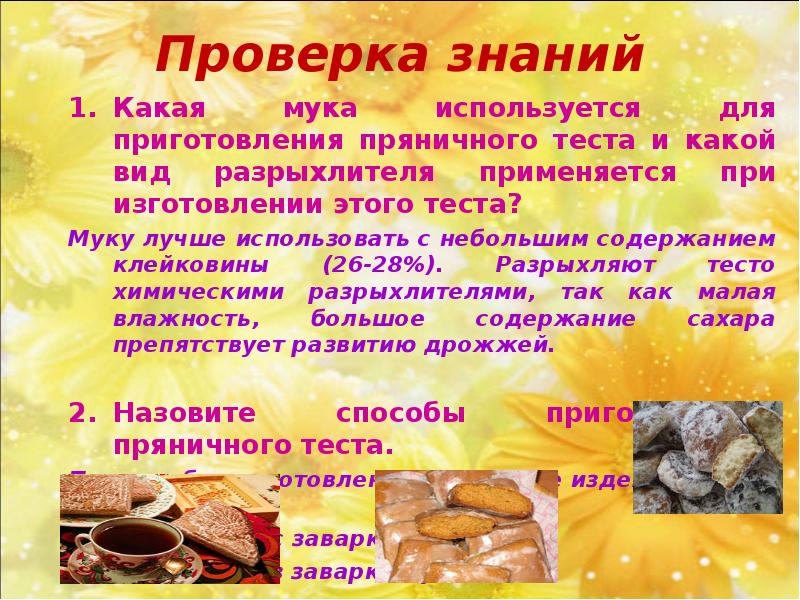 Проверка знаний
1. Какая мука используется для
приготовления пряничного теста и какой
вид разрыхлителя применяется при
изготовлении этого теста?
Муку лучше использовать с небольшим содержанием
клейковины (26-28%). Разрыхляют тесто
химическими разрыхлителями, так как малая
влажность, большое содержание сахара
препятствует развитию дрожжей.
2. Назовите способы
пряничного теста.